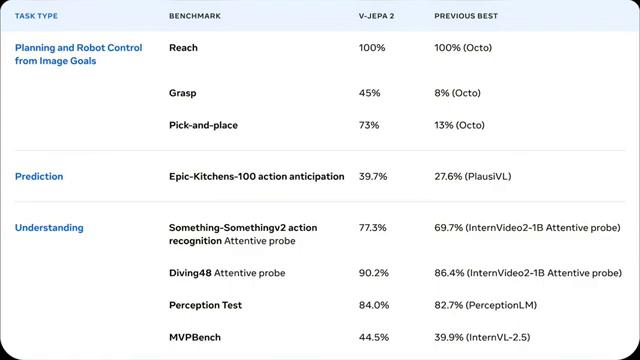 TASK TYPE BENCHMARK V-JEPA 2 PREVIOUS BEST
Planning and Robot Control Reach 100% 100% (Octo)
from Image Goals
Grasp 45% 8% (Octo)
Pick-and-place 73% 13% (Octo)
Prediction Epic-Kitchens-100 action anticipation 39.7% 27.6% (PlausiVL)
Understanding Something-Somethingv2 action 77.3% 69.7% (InternVideo2-1B Attentive probe)
recognition Attentive probe
Diving48 Attentive probe 90.2% 86.4% (InternVideo2-1B Attentive probe)
Perception Test 84.0% 82.7% (PerceptionLM)
MVPBench 44.5% 39.9% (InternVL-2.5)